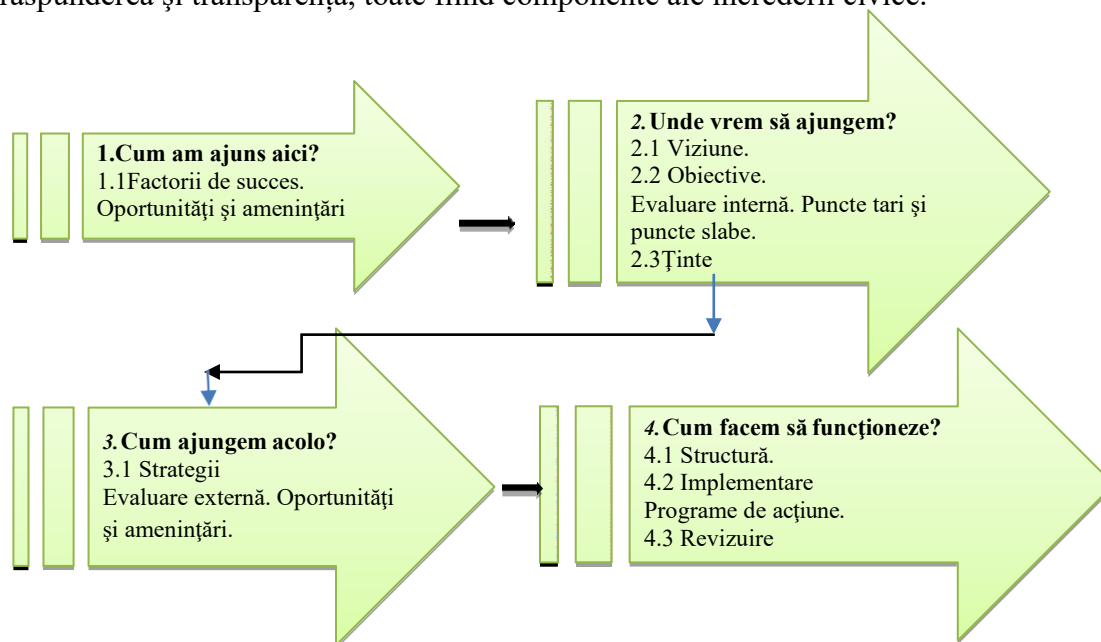 răspunderea şi transparența, toate fiind componente ale încrederii civice.
1.Cum am ajuns aici?
1.1Factorii de succes.
Oportunităţi şi ameninţări
2.Unde vrem să ajungem?
2.1 Viziune.
2.2 Obiective.
Evaluare internă. Puncte tari şi
puncte slabe.
2.3Ţinte
3.Cum ajungem acolo?
3.1 Strategii
Evaluare externă. Oportunităţi
şi ameninţări.
4.Cum facem să funcţioneze?
4.1 Structură.
4.2 Implementare
Programe de acţiune.
4.3 Revizuire